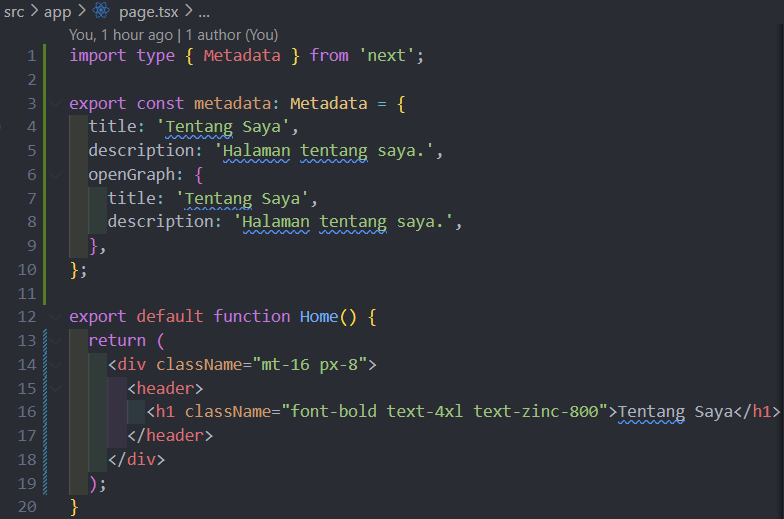 src > app > page.tsx > ...
You, 1 hour ago | 1 author (You)
1 import type { Metadata } from 'next';
2
3 export const metadata: Metadata = {
4 title: 'Tentang Saya',
5 description: 'Halaman tentang saya.',
6 openGraph: {
7 title: 'Tentang Saya',
8 description: 'Halaman tentang saya.',
9 },
10 };
11
12 export default function Home() {
13 return (
14 <div className="mt-16 px-8">
15 <header>
16 <h1 className="font-bold text-4xl text-zinc-800">Tentang Saya</h1>
17 </header>
18 </div>
19 );
20 }